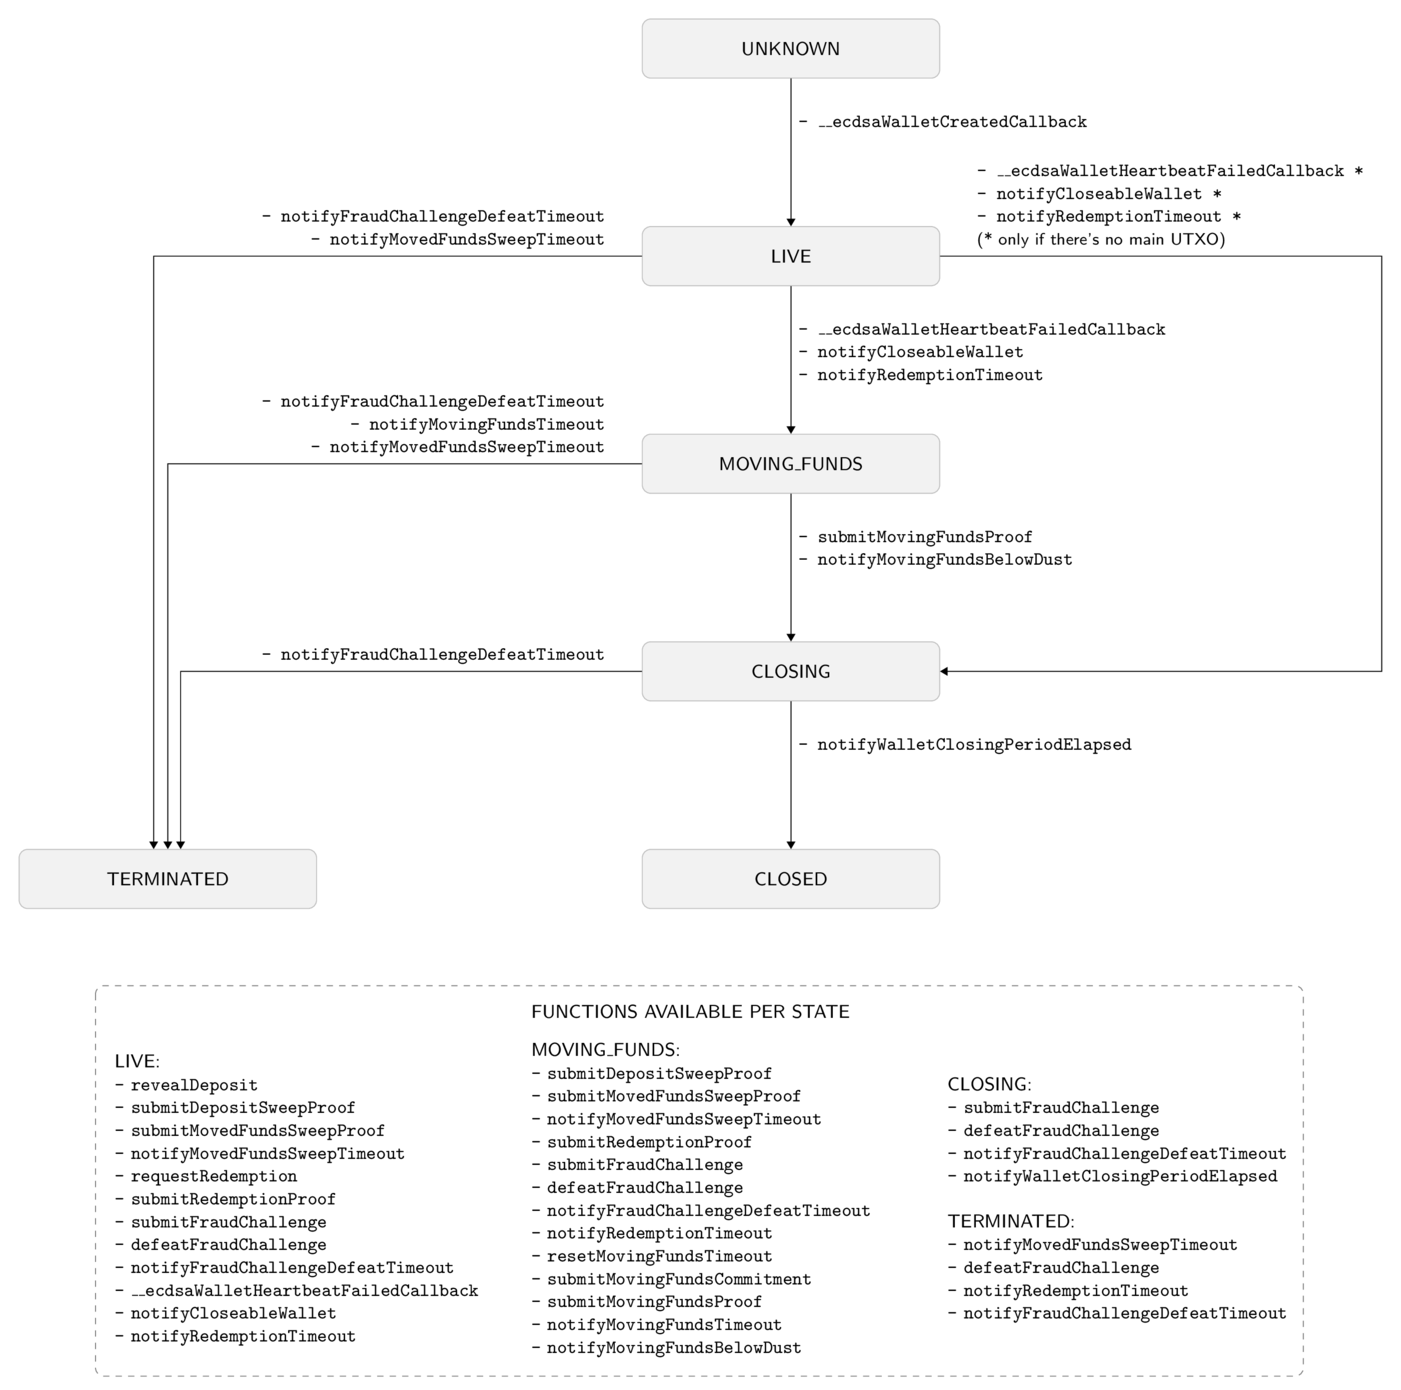 UNKNOWN
- __ecdsaWalletCreatedCallback
- __ecdsaWalletHeartbeatFailedCallback *
- notifyCloseableWallet *
- notifyRedemptionTimeout *
(* only if there's no main UTXO)
- notifyFraudChallengeDefeatTimeout
- notifyMovedFundsSweepTimeout
LIVE
- __ecdsaWalletHeartbeatFailedCallback
- notifyCloseableWallet
- notifyRedemptionTimeout
- notifyFraudChallengeDefeatTimeout
- notifyMovingFundsTimeout
- notifyMovedFundsSweepTimeout
MOVING_FUNDS
- submitMovingFundsProof
- notifyMovingFundsBelowDust
- notifyFraudChallengeDefeatTimeout
CLOSING
- notifyWalletClosingPeriodElapsed
TERMINATED
CLOSED
FUNCTIONS AVAILABLE PER STATE
LIVE:
- revealDeposit
- submitDepositSweepProof
- submitMovedFundsSweepProof
- notifyMovedFundsSweepTimeout
- requestRedemption
- submitRedemptionProof
- submitFraudChallenge
- defeatFraudChallenge
- notifyFraudChallengeDefeatTimeout
- __ecdsaWalletHeartbeatFailedCallback
- notifyCloseableWallet
- notifyRedemptionTimeout
MOVING_FUNDS:
- submitDepositSweepProof
- submitMovedFundsSweepProof
- notifyMovedFundsSweepTimeout
- submitRedemptionProof
- submitFraudChallenge
- defeatFraudChallenge
- notifyFraudChallengeDefeatTimeout
- notifyRedemptionTimeout
- resetMovingFundsTimeout
- submitMovingFundsCommitment
- submitMovingFundsProof
- notifyMovingFundsTimeout
- notifyMovingFundsBelowDust
CLOSING:
- submitFraudChallenge
- defeatFraudChallenge
- notifyFraudChallengeDefeatTimeout
- notifyWalletClosingPeriodElapsed
TERMINATED:
- notifyMovedFundsSweepTimeout
- defeatFraudChallenge
- notifyRedemptionTimeout
- notifyFraudChallengeDefeatTimeout